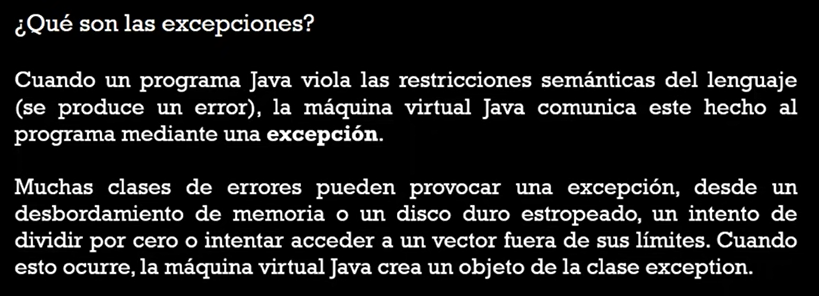 ¿Qué son las excepciones?
Cuando un programa Java viola las restricciones semánticas del lenguaje
(se produce un error), la máquina virtual Java comunica este hecho al
programa mediante una excepción.
Muchas clases de errores pueden provocar una excepción, desde un
desbordamiento de memoria o un disco duro estropeado, un intento de
dividir por cero o intentar acceder a un vector fuera de sus límites. Cuando
esto ocurre, la máquina virtual Java crea un objeto de la clase exception.